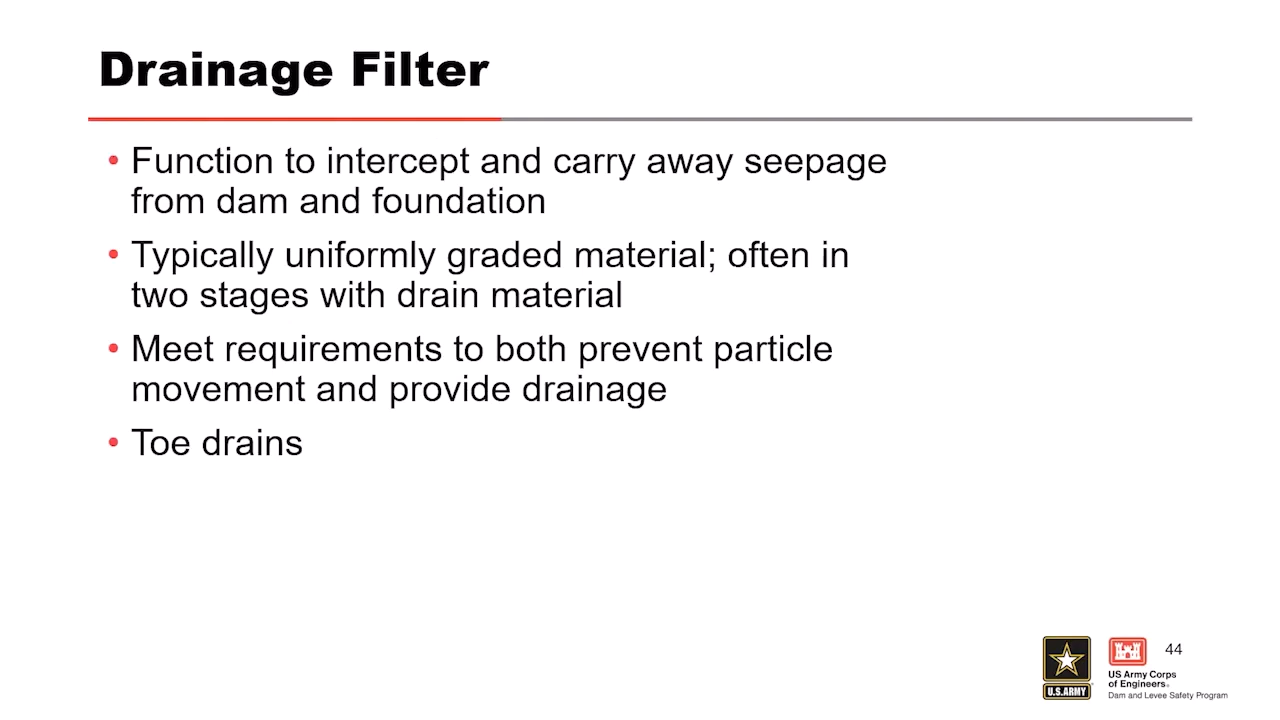 Drainage Filter
• Function to intercept and carry away seepage
from dam and foundation
• Typically uniformly graded material; often in
two stages with drain material
• Meet requirements to both prevent particle
movement and provide drainage
• Toe drains
44
U.S.ARMY
US Army Corps
of Engineers®
Dam and Levee Safety Program